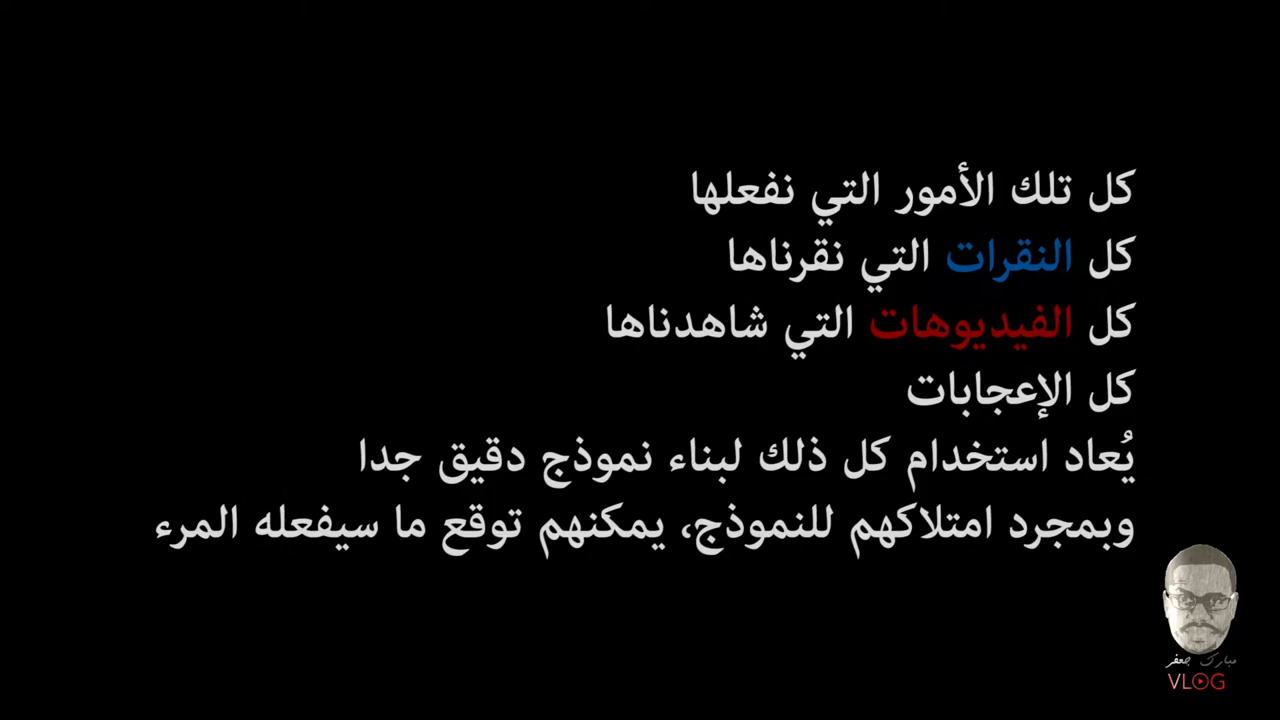 كل تلك الأمور التي نفعلها
كل النقرات التي نقرناها
كل الفيديوهات التي شاهدناها
كل الإعجابات
يُعاد استخدام كل ذلك لبناء نموذج دقيق جدا
وبمجرد امتلاكهم للنموذج، يمكنهم توقع ما سيفعله المرء
مبارك جعفر
VLOG